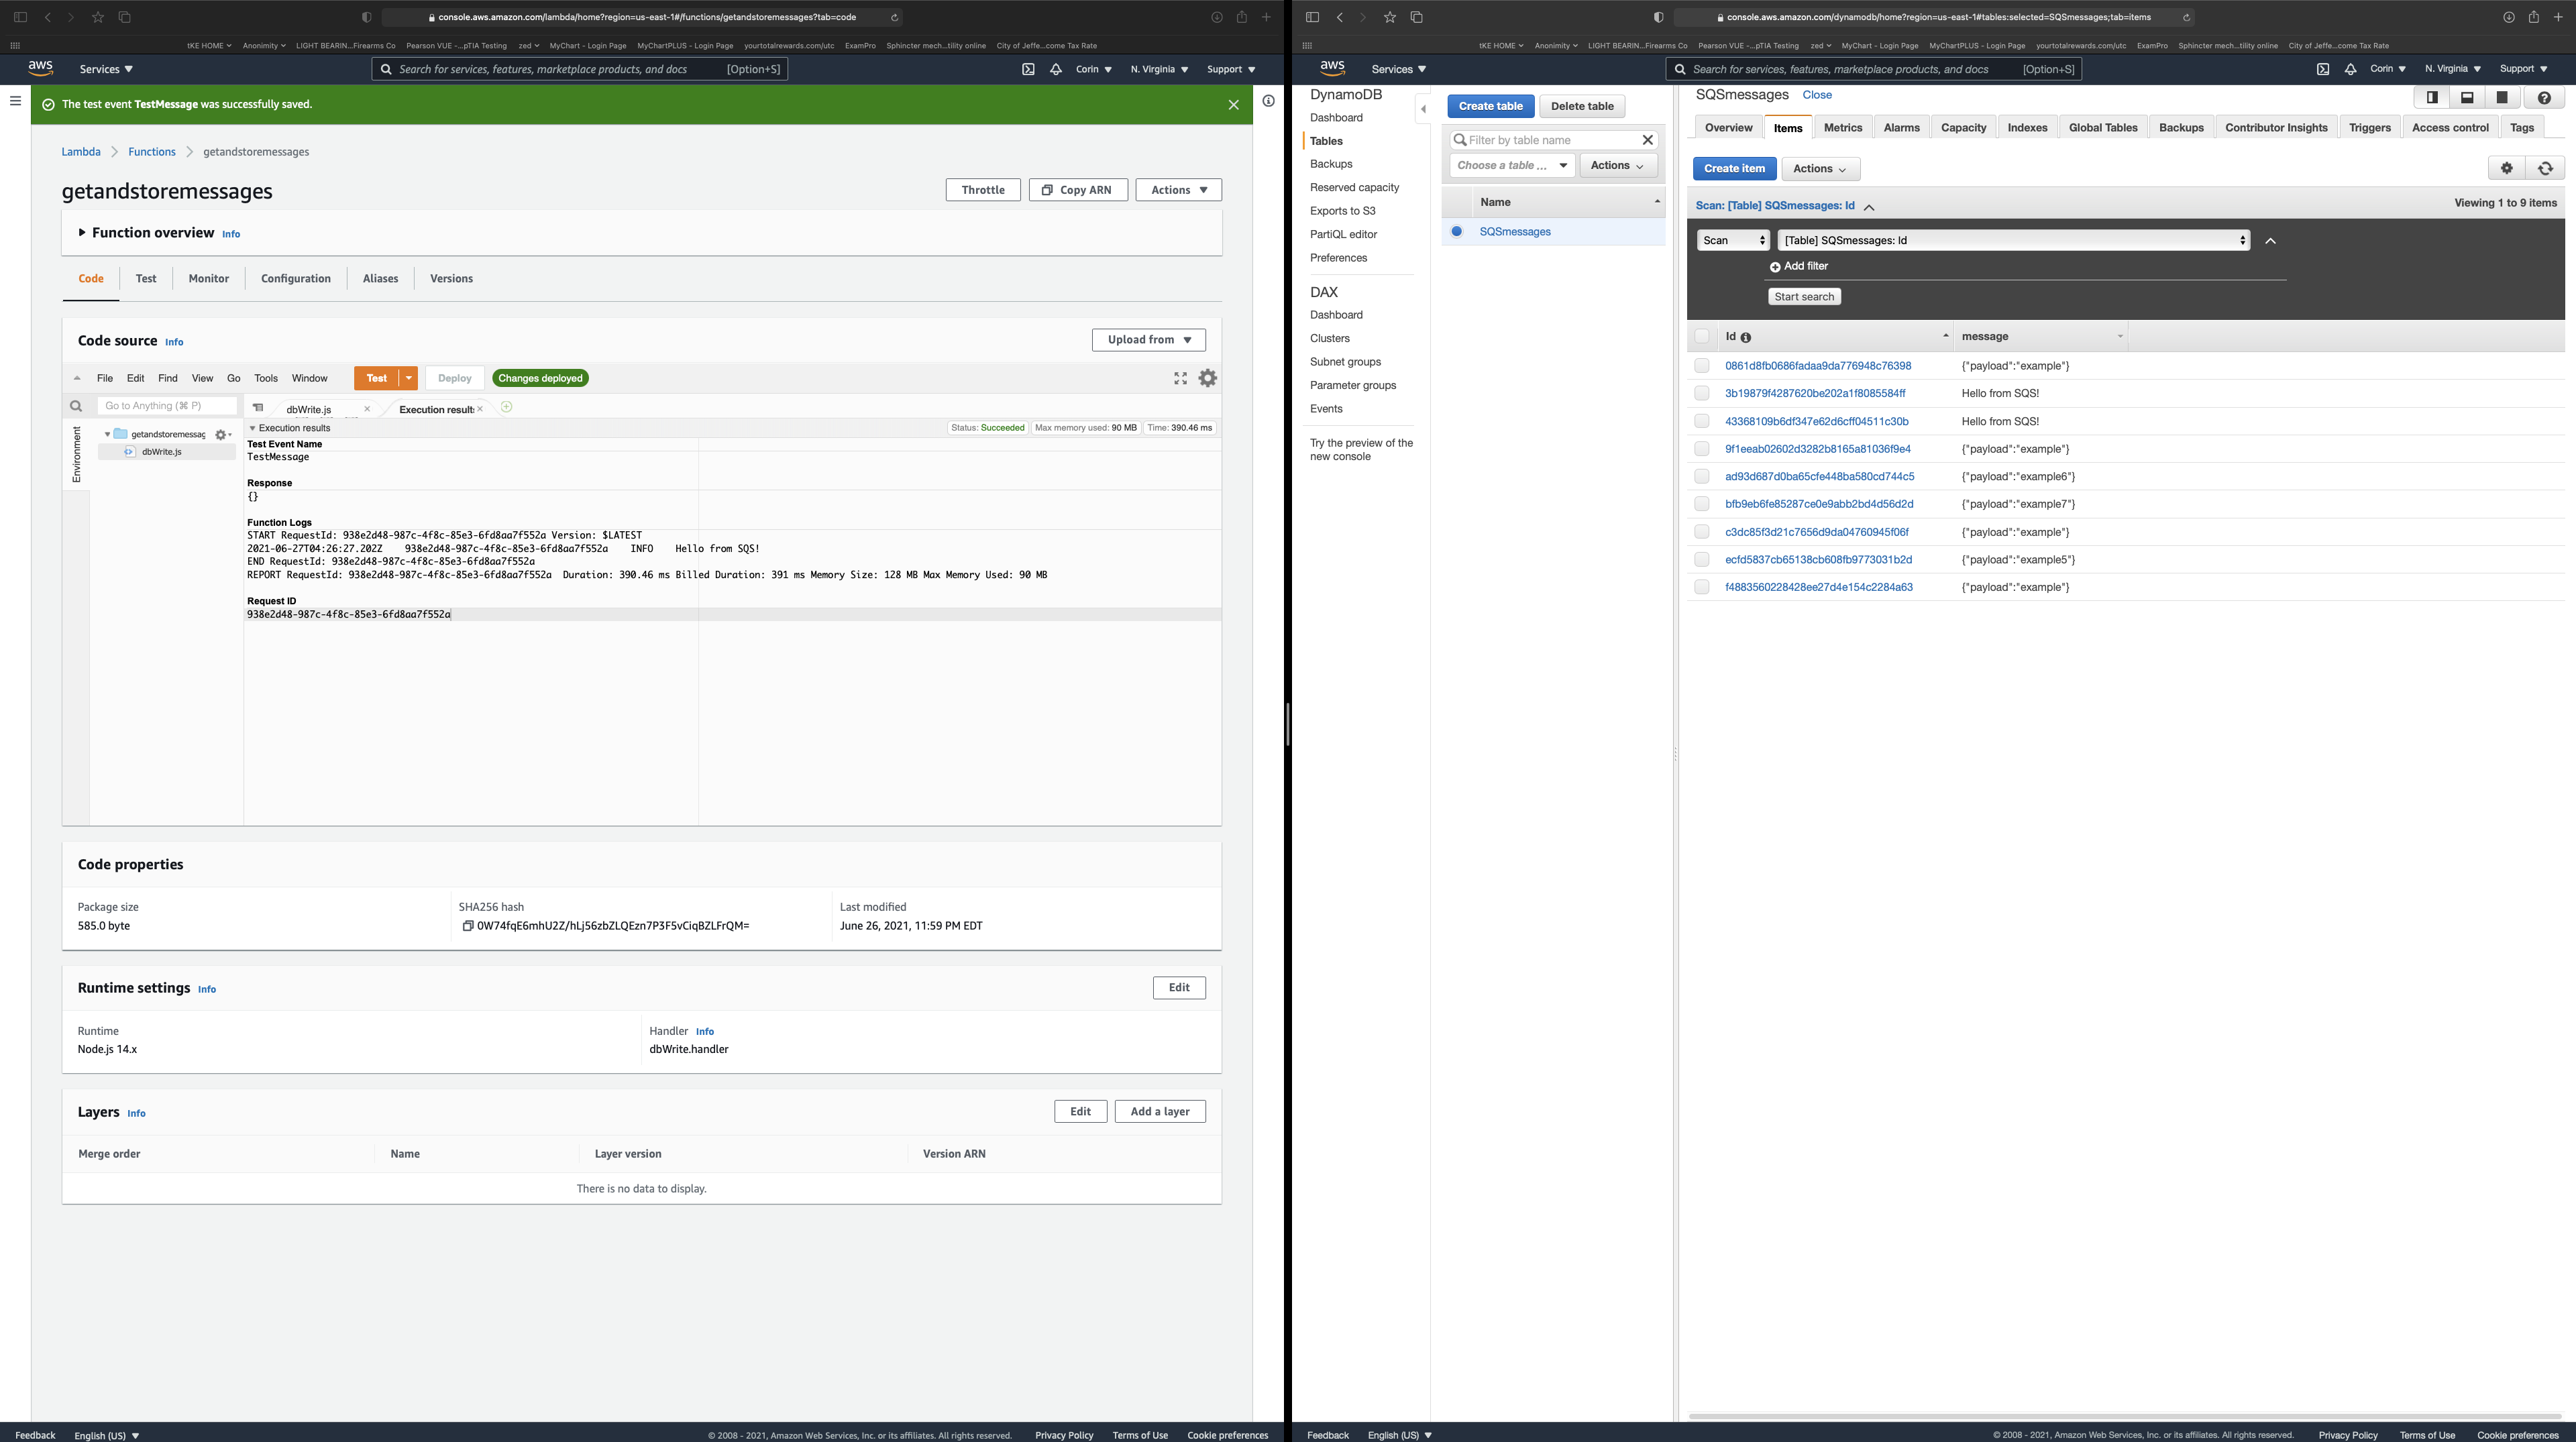 console.aws.amazon.com/lambda/home?region=us-east-1#/functions/getandstoremessages?tab=code
tKE HOME Anonimity LIGHT BEARIN...Firearms Co Pearson VUE -...pTIA Testing zed MyChart - Login Page MyChartPLUS - Login Page yourtotalrewards.com/utc ExamPro Sphincter mech...tility online City of Jeffe...come Tax Rate
aws Services Search for services, features, marketplace products, and docs [Option+S] Corin N. Virginia Support
The test event TestMessage was successfully saved.
Lambda Functions getandstoremessages
getandstoremessages
Throttle Copy ARN Actions
Function overview Info
Code Test Monitor Configuration Aliases Versions
Code source Info
Upload from
File Edit Find View Go Tools Window Test Deploy Changes deployed
Go to Anything (⌘ P)
dbWrite.js Execution result:
Environment
getandstoremessag
dbWrite.js
Execution results
Status: Succeeded Max memory used: 90 MB Time: 390.46 ms
Test Event Name
TestMessage
Response
{}
Function Logs
START RequestId: 938e2d48-987c-4f8c-85e3-6fd8aa7f552a Version: $LATEST
2021-06-27T04:26:27.202Z 938e2d48-987c-4f8c-85e3-6fd8aa7f552a INFO Hello from SQS!
END RequestId: 938e2d48-987c-4f8c-85e3-6fd8aa7f552a
REPORT RequestId: 938e2d48-987c-4f8c-85e3-6fd8aa7f552a Duration: 390.46 ms Billed Duration: 391 ms Memory Size: 128 MB Max Memory Used: 90 MB
Request ID
938e2d48-987c-4f8c-85e3-6fd8aa7f552a
Code properties
Package size
585.0 byte
SHA256 hash
0W74fqE6mhU2Z/hLj56zbZLQEzn7P3F5vCiqBZLFrQM=
Last modified
June 26, 2021, 11:59 PM EDT
Runtime settings Info
Edit
Runtime
Node.js 14.x
Handler Info
dbWrite.handler
Layers Info
Edit Add a layer
Merge order Name Layer version Version ARN
There is no data to display.
Feedback English (US) © 2008 - 2021, Amazon Web Services, Inc. or its affiliates. All rights reserved. Privacy Policy Terms of Use Cookie preferences
console.aws.amazon.com/dynamodb/home?region=us-east-1#tables:selected=SQSmessages;tab=items
tKE HOME Anonimity LIGHT BEARIN...Firearms Co Pearson VUE -...pTIA Testing zed MyChart - Login Page MyChartPLUS - Login Page yourtotalrewards.com/utc ExamPro Sphincter mech...tility online City of Jeffe...come Tax Rate
aws Services Search for services, features, marketplace products, and docs [Option+S] Corin N. Virginia Support
DynamoDB
Dashboard
Tables
Backups
Reserved capacity
Exports to S3
PartiQL editor
Preferences
DAX
Dashboard
Clusters
Subnet groups
Parameter groups
Events
Try the preview of the
new console
Create table Delete table
Filter by table name
Choose a table ... Actions
Name
SQSmessages
SQSmessages Close
Overview Items Metrics Alarms Capacity Indexes Global Tables Backups Contributor Insights Triggers Access control Tags
Create item Actions
Scan: [Table] SQSmessages: Id
Viewing 1 to 9 items
Scan [Table] SQSmessages: Id
Add filter
Start search
Id message
0861d8fb0686fadaa9da776948c76398 {"payload":"example"}
3b19879f4287620be202a1f8085584ff Hello from SQS!
43368109b6df347e62d6cff04511c30b Hello from SQS!
9f1eeab02602d3282b8165a81036f9e4 {"payload":"example"}
ad93d687d0ba65cfe448ba580cd744c5 {"payload":"example6"}
bfb9eb6fe85287ce0e9abb2bd4d56d2d {"payload":"example7"}
c3dc85f3d21c7656d9da04760945f06f {"payload":"example"}
ecfd5837cb65138cb608fb9773031b2d {"payload":"example5"}
f4883560228428ee27d4e154c2284a63 {"payload":"example"}
Feedback English (US) © 2008 - 2021, Amazon Web Services, Inc. or its affiliates. All rights reserved. Privacy Policy Terms of Use Cookie preferences